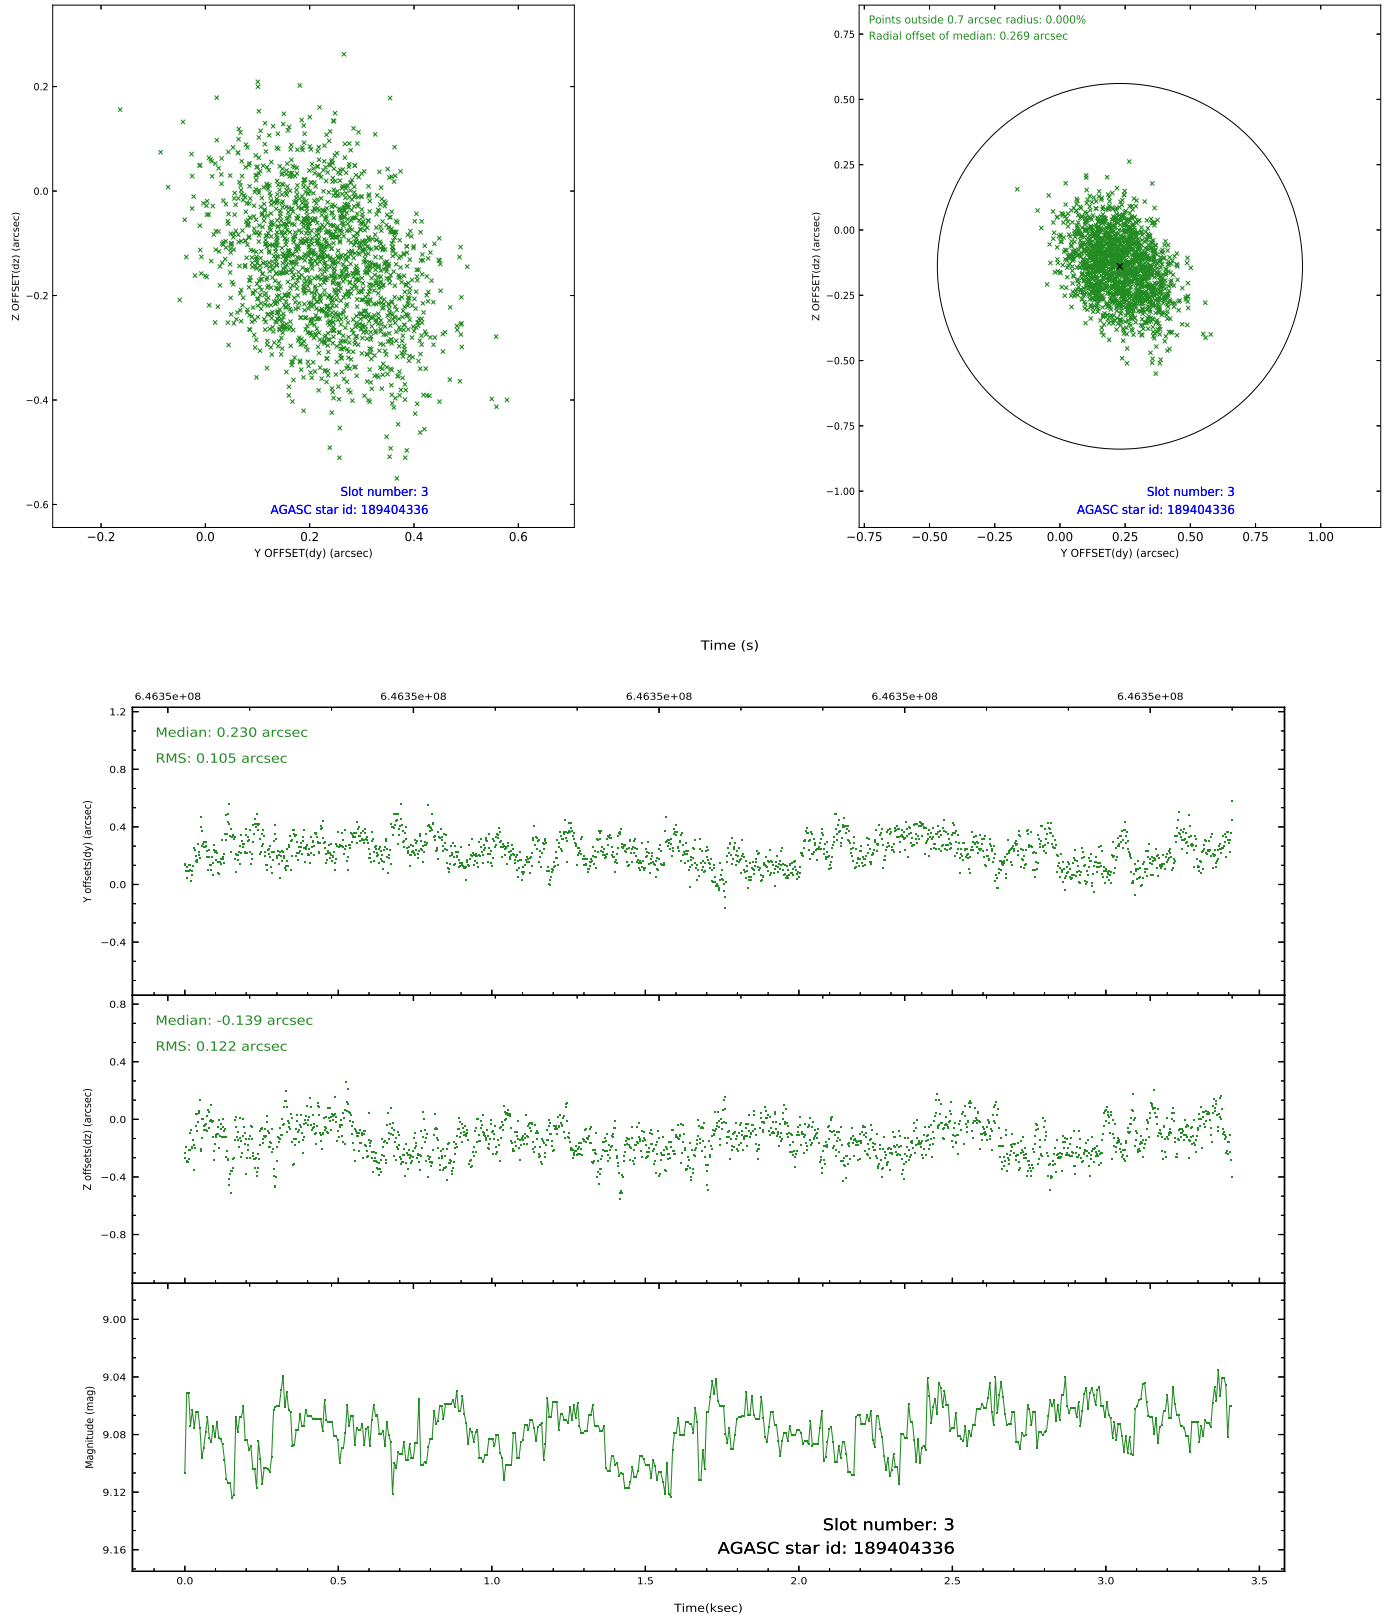 0.2
0.0
−0.2
−0.4
−0.6
Z OFFSET(dz) (arcsec)
Slot number: 3
AGASC star id: 189404336
−0.2 0.0 0.2 0.4 0.6
Y OFFSET(dy) (arcsec)
Points outside 0.7 arcsec radius: 0.000%
Radial offset of median: 0.269 arcsec
0.75
0.50
0.25
0.00
−0.25
−0.50
−0.75
−1.00
Z OFFSET(dz) (arcsec)
Slot number: 3
AGASC star id: 189404336
−0.75 −0.50 −0.25 0.00 0.25 0.50 0.75 1.00
Y OFFSET(dy) (arcsec)
Time (s)
6.4635e+08 6.4635e+08 6.4635e+08 6.4635e+08 6.4635e+08
Median: 0.230 arcsec
RMS: 0.105 arcsec
1.2
0.8
0.4
0.0
−0.4
Y offsets(dy) (arcsec)
Median: -0.139 arcsec
RMS: 0.122 arcsec
0.8
0.4
0.0
−0.4
−0.8
Z offsets(dz) (arcsec)
9.00
9.04
9.08
9.12
9.16
Magnitude (mag)
Slot number: 3
AGASC star id: 189404336
0.0 0.5 1.0 1.5 2.0 2.5 3.0 3.5
Time(ksec)